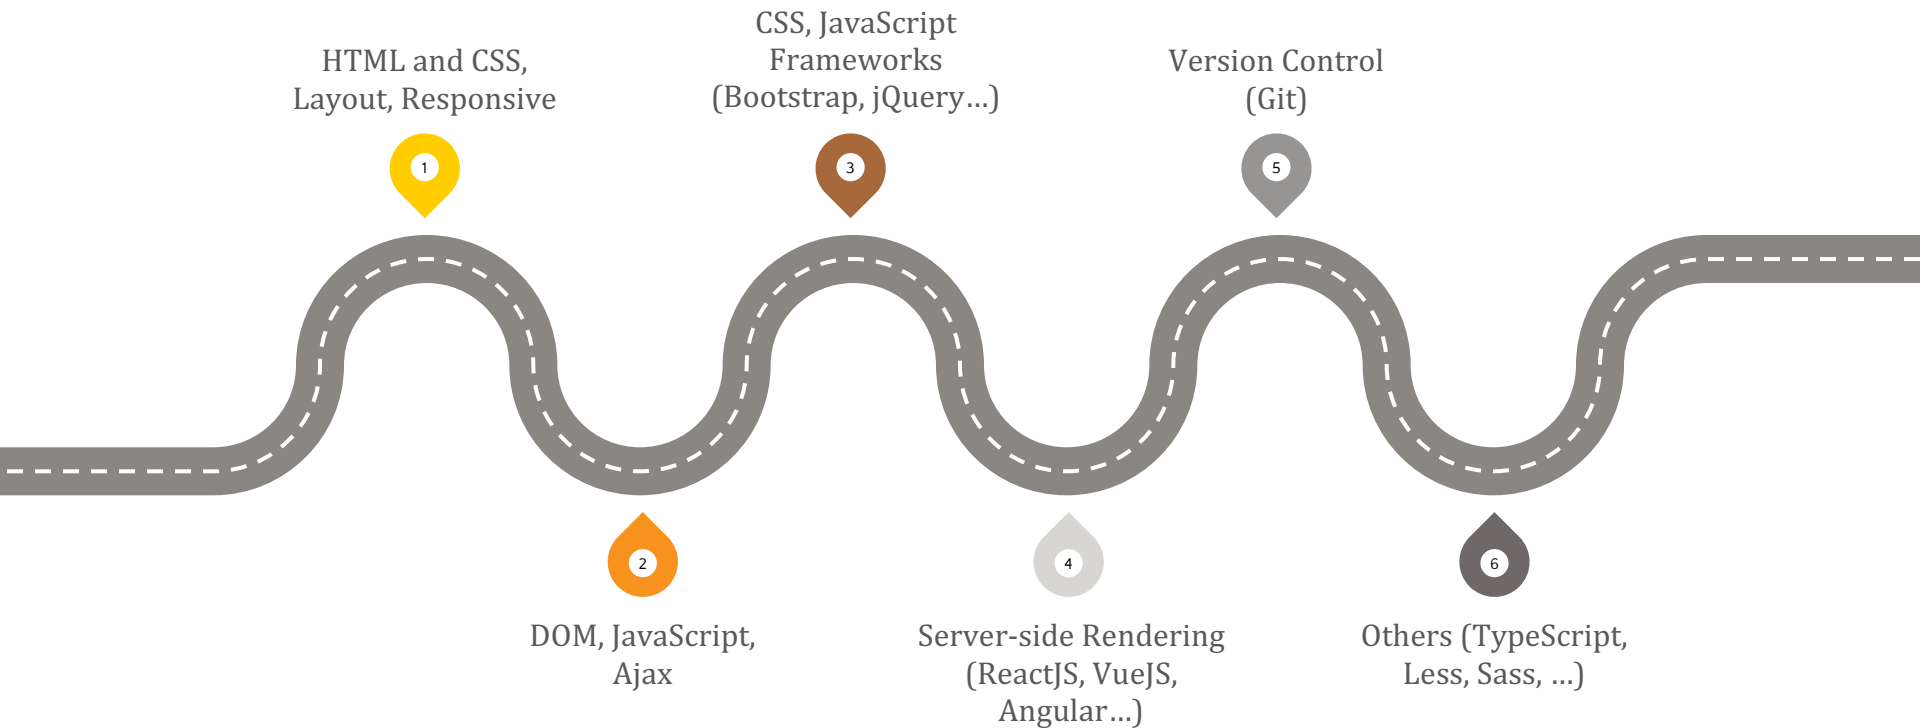 HTML and CSS,
Layout, Responsive
1
DOM, JavaScript,
Ajax
2
CSS, JavaScript
Frameworks
(Bootstrap, jQuery…)
3
Server-side Rendering
(ReactJS, VueJS,
Angular…)
4
Version Control
(Git)
5
Others (TypeScript,
Less, Sass, …)
6